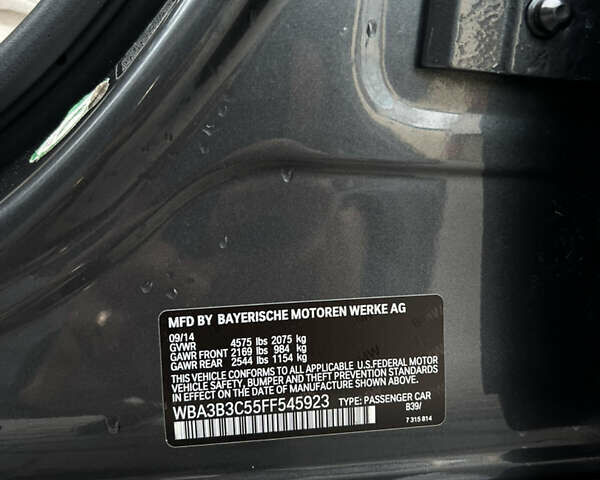 MFD BY BAYERISCHE MOTOREN WERKE AG
09/14
GVWR 4575 lbs 2075 kg
GAWR FRONT 2169 lbs 984 kg
GAWR REAR 2544 lbs 1154 kg
THIS VEHICLE CONFORMS TO ALL APPLICABLE U.S.FEDERAL MOTOR
VEHICLE SAFETY, BUMPER AND THEFT PREVENTION STANDARDS
IN EFFECT ON THE DATE OF MANUFACTURE SHOWN ABOVE.
WBA3B3C55FF545923 TYPE: PASSENGER CAR
B39/
7 315 814